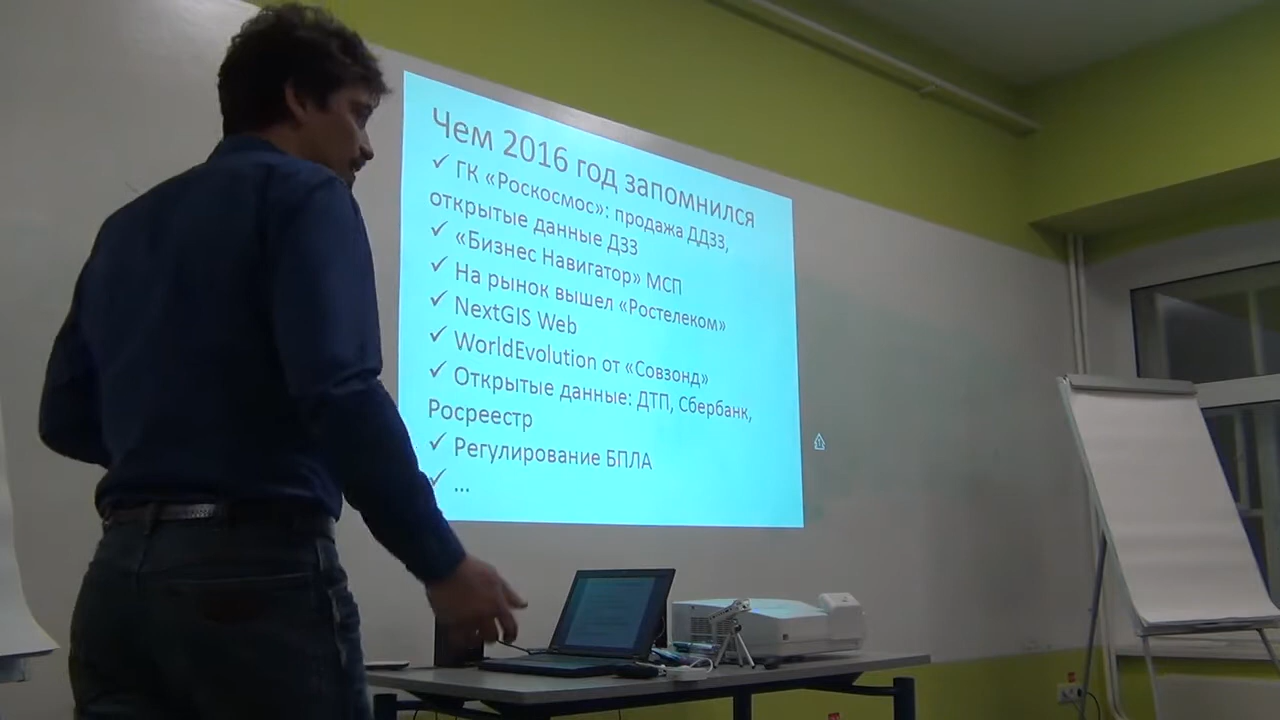 Чем 2016 год запомнился
✓ ГК «Роскосмос»: продажа ДДЗЗ,
открытые данные ДЗЗ
✓ «Бизнес Навигатор» МСП
✓ На рынок вышел «Ростелеком»
✓ NextGIS Web
✓ WorldEvolution от «Совзонд»
✓ Открытые данные: ДТП, Сбербанк,
Росреестр
✓ Регулирование БПЛА
✓ ...